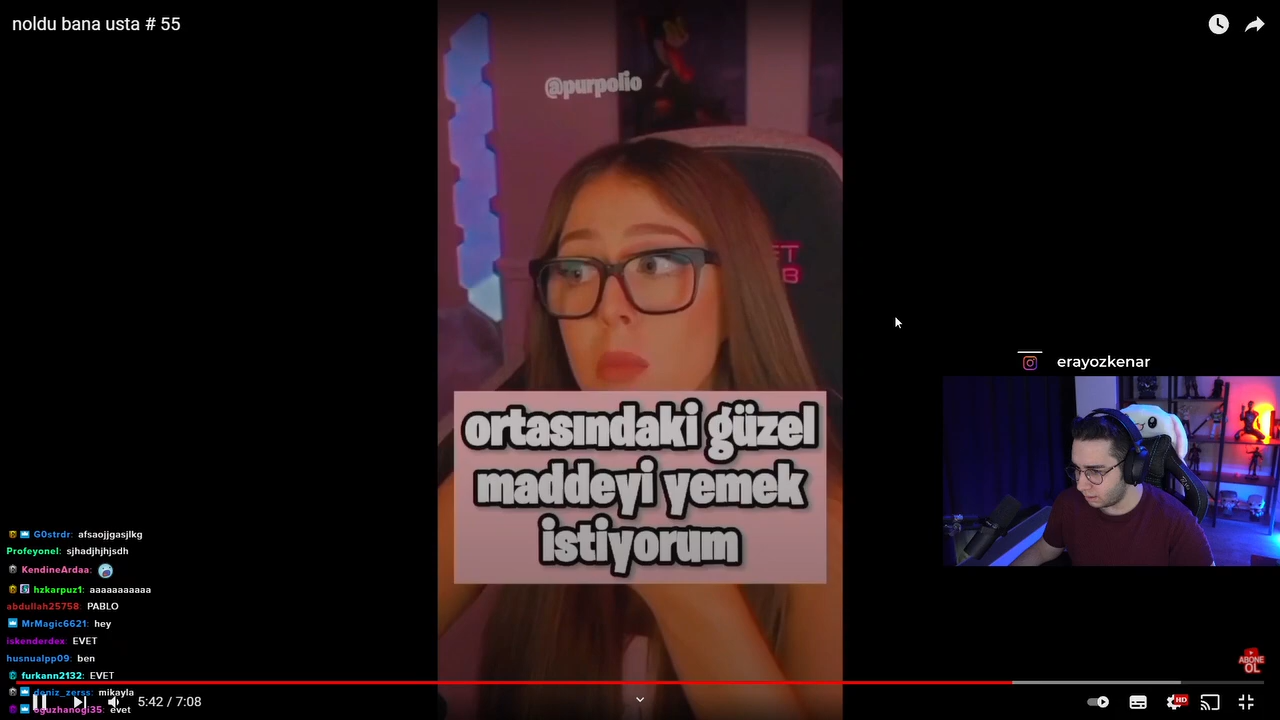 noldu bana usta # 55
@purpolio
ortasındaki güzel
maddeyi yemek
istiyorum
erayozkenar
G0strdr: afsaojjgasjlkg
Profeyonel: sjhadjhjhjsdh
KendineArdaa:
hzkarpuz1: aaaaaaaaaaa
abdullah25758: PABLO
MrMagic6621: hey
iskenderdex: EVET
husnualpp09: ben
furkann2132: EVET
deniz_zerss: mikayla
oguzhanogi35: evet
ABONE
OL
5:42 / 7:08
HD